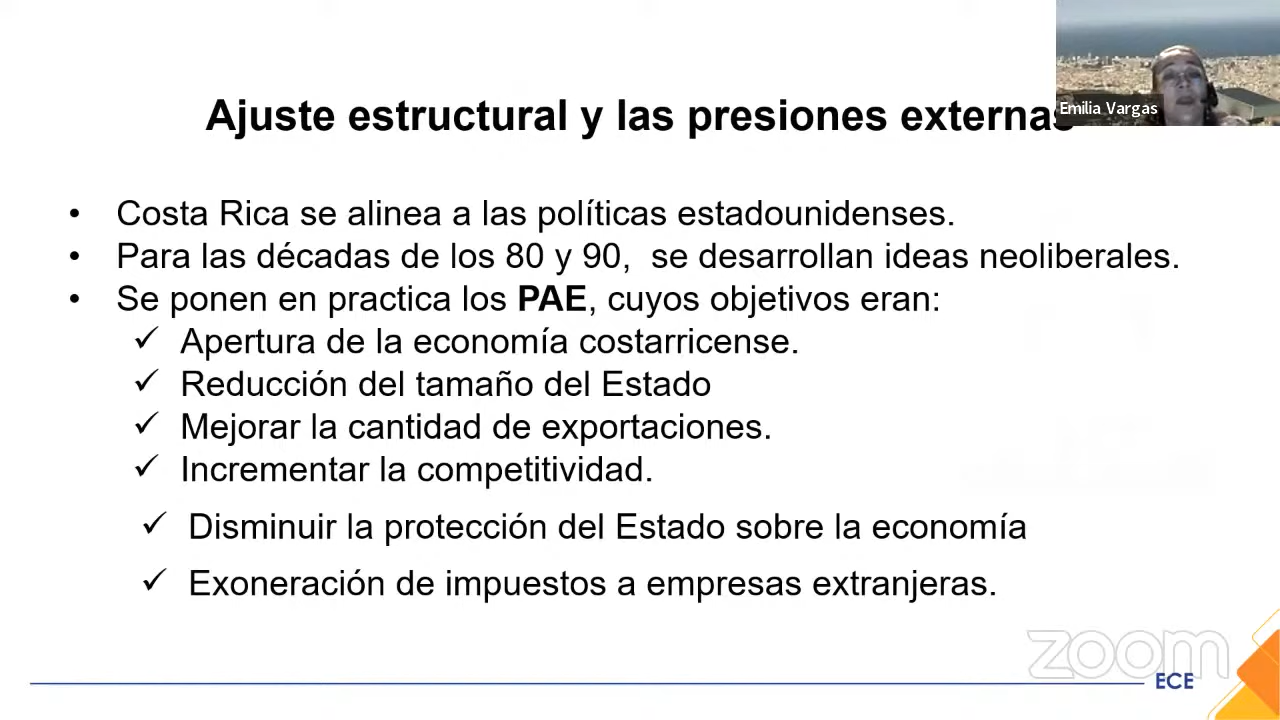 Ajuste estructural y las presiones externas
Emilia Vargas
• Costa Rica se alinea a las políticas estadounidenses.
• Para las décadas de los 80 y 90, se desarrollan ideas neoliberales.
• Se ponen en practica los PAE, cuyos objetivos eran:
✓ Apertura de la economía costarricense.
✓ Reducción del tamaño del Estado
✓ Mejorar la cantidad de exportaciones.
✓ Incrementar la competitividad.
✓ Disminuir la protección del Estado sobre la economía
✓ Exoneración de impuestos a empresas extranjeras.
zoom
ECE